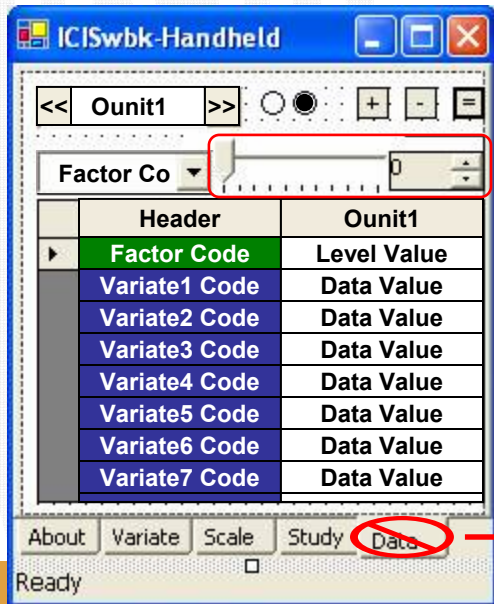 ICISwbk-Handheld
<< Ounit1 >> + - =
Factor Co 0
Header Ounit1
Factor Code Level Value
Variate1 Code Data Value
Variate2 Code Data Value
Variate3 Code Data Value
Variate4 Code Data Value
Variate5 Code Data Value
Variate6 Code Data Value
Variate7 Code Data Value
About Variate Scale Study Data
Ready